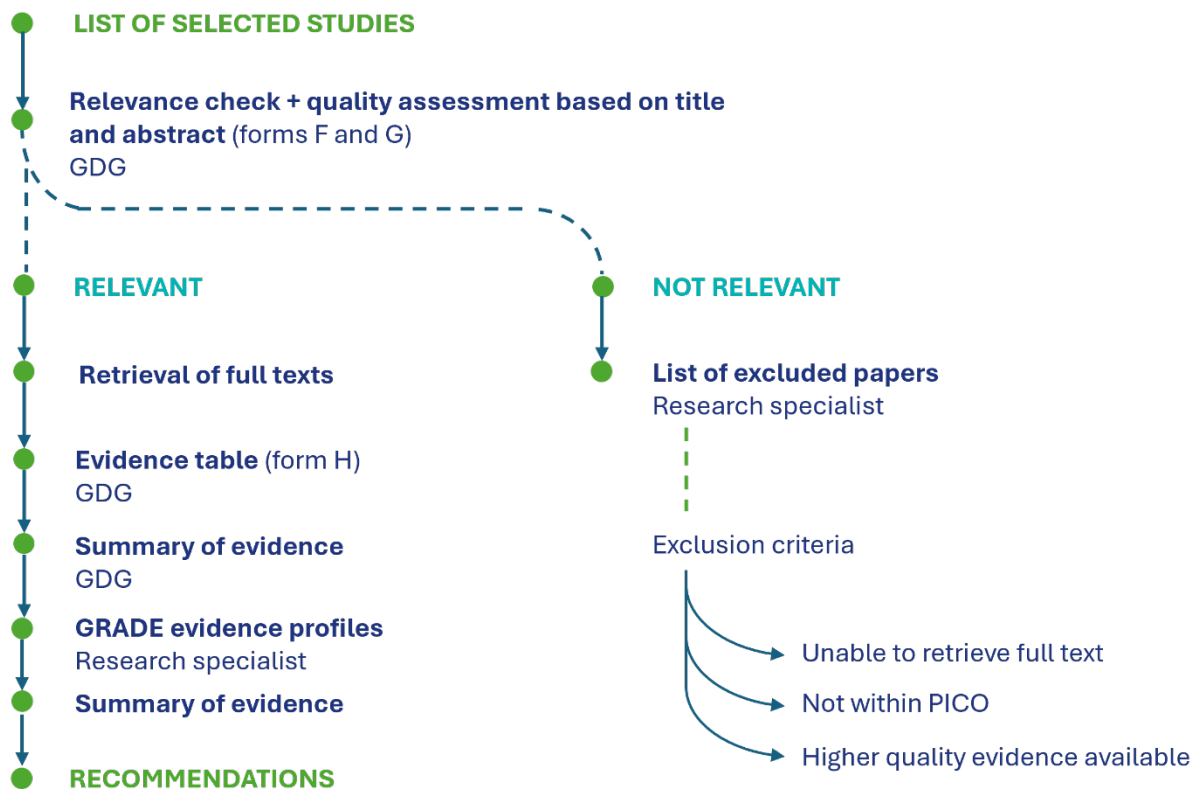 LIST OF SELECTED STUDIES
Relevance check + quality assessment based on title
and abstract (forms F and G)
GDG
RELEVANT
Retrieval of full texts
Evidence table (form H)
GDG
Summary of evidence
GDG
GRADE evidence profiles
Research specialist
Summary of evidence
RECOMMENDATIONS
NOT RELEVANT
List of excluded papers
Research specialist
Exclusion criteria
Unable to retrieve full text
Not within PICO
Higher quality evidence available